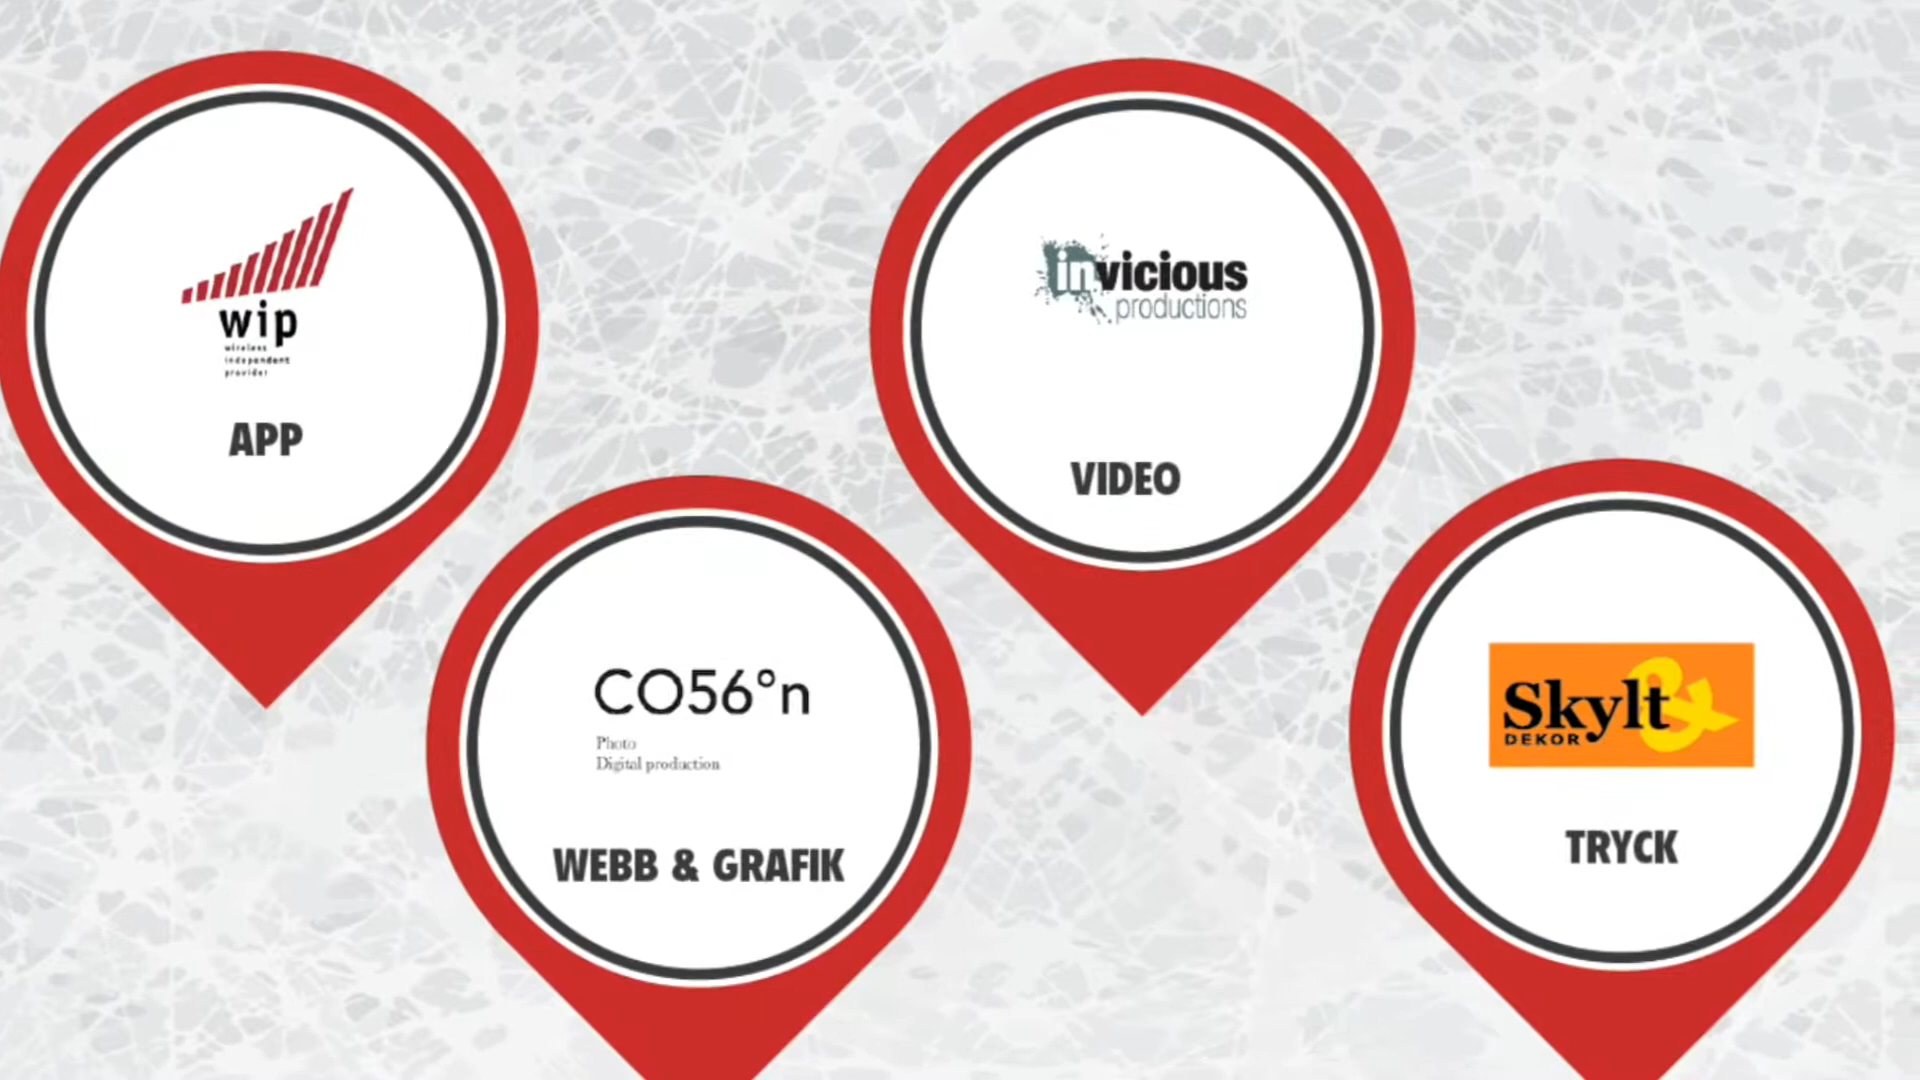 wip
wireless
independent
provider
APP
invicious
productions
VIDEO
CO56°n
Photo
Digital production
WEBB & GRAFIK
Skylt &
DEKOR
TRYCK